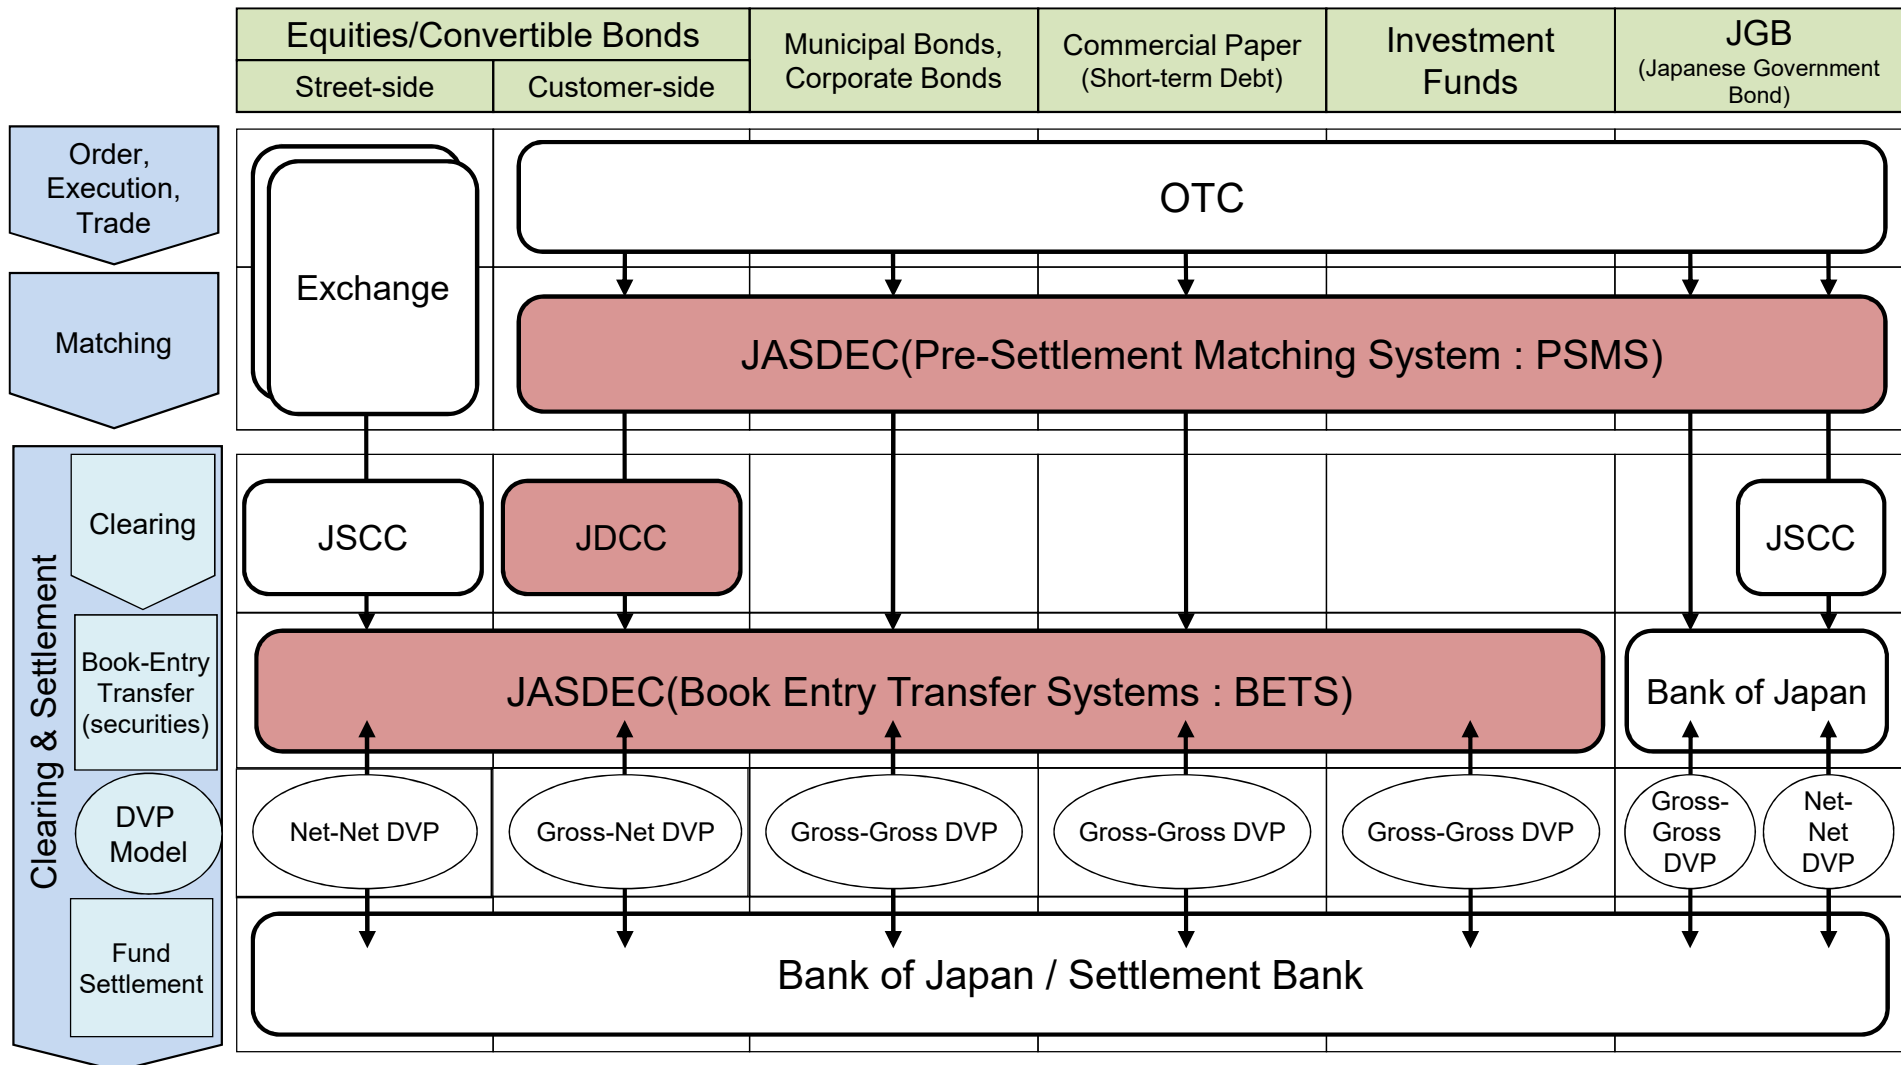 Equities/Convertible Bonds
Street-side
Customer-side
Municipal Bonds,
Corporate Bonds
Commercial Paper
(Short-term Debt)
Investment
Funds
JGB
(Japanese Government
Bond)
Order,
Execution,
Trade
OTC
Exchange
Matching
JASDEC(Pre-Settlement Matching System : PSMS)
Clearing & Settlement
Clearing
JSCC
JDCC
JSCC
Book-Entry
Transfer
(securities)
JASDEC(Book Entry Transfer Systems : BETS)
Bank of Japan
DVP
Model
Net-Net DVP
Gross-Net DVP
Gross-Gross DVP
Gross-Gross DVP
Gross-Gross DVP
Gross-
Gross
DVP
Net-
Net
DVP
Fund
Settlement
Bank of Japan / Settlement Bank